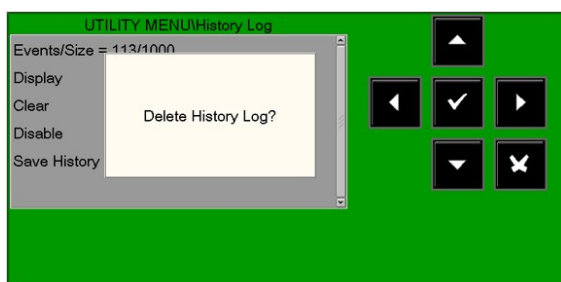 UTILITY MENU\History Log
Events/Size = 113/1000
Display
Clear
Disable
Save History
Delete History Log?